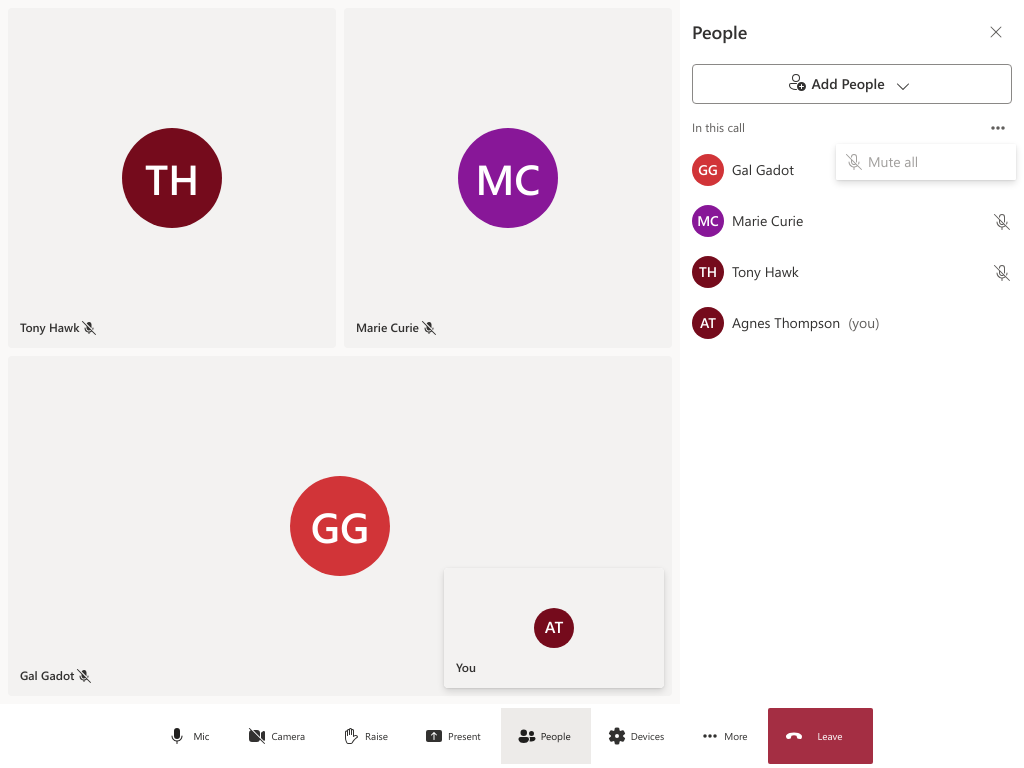 TH
Tony Hawk
MC
Marie Curie
GG
Gal Gadot
AT
You
People
Add People
In this call
Mute all
GG Gal Gadot
MC Marie Curie
TH Tony Hawk
AT Agnes Thompson (you)
Mic Camera Raise Present People Devices More Leave